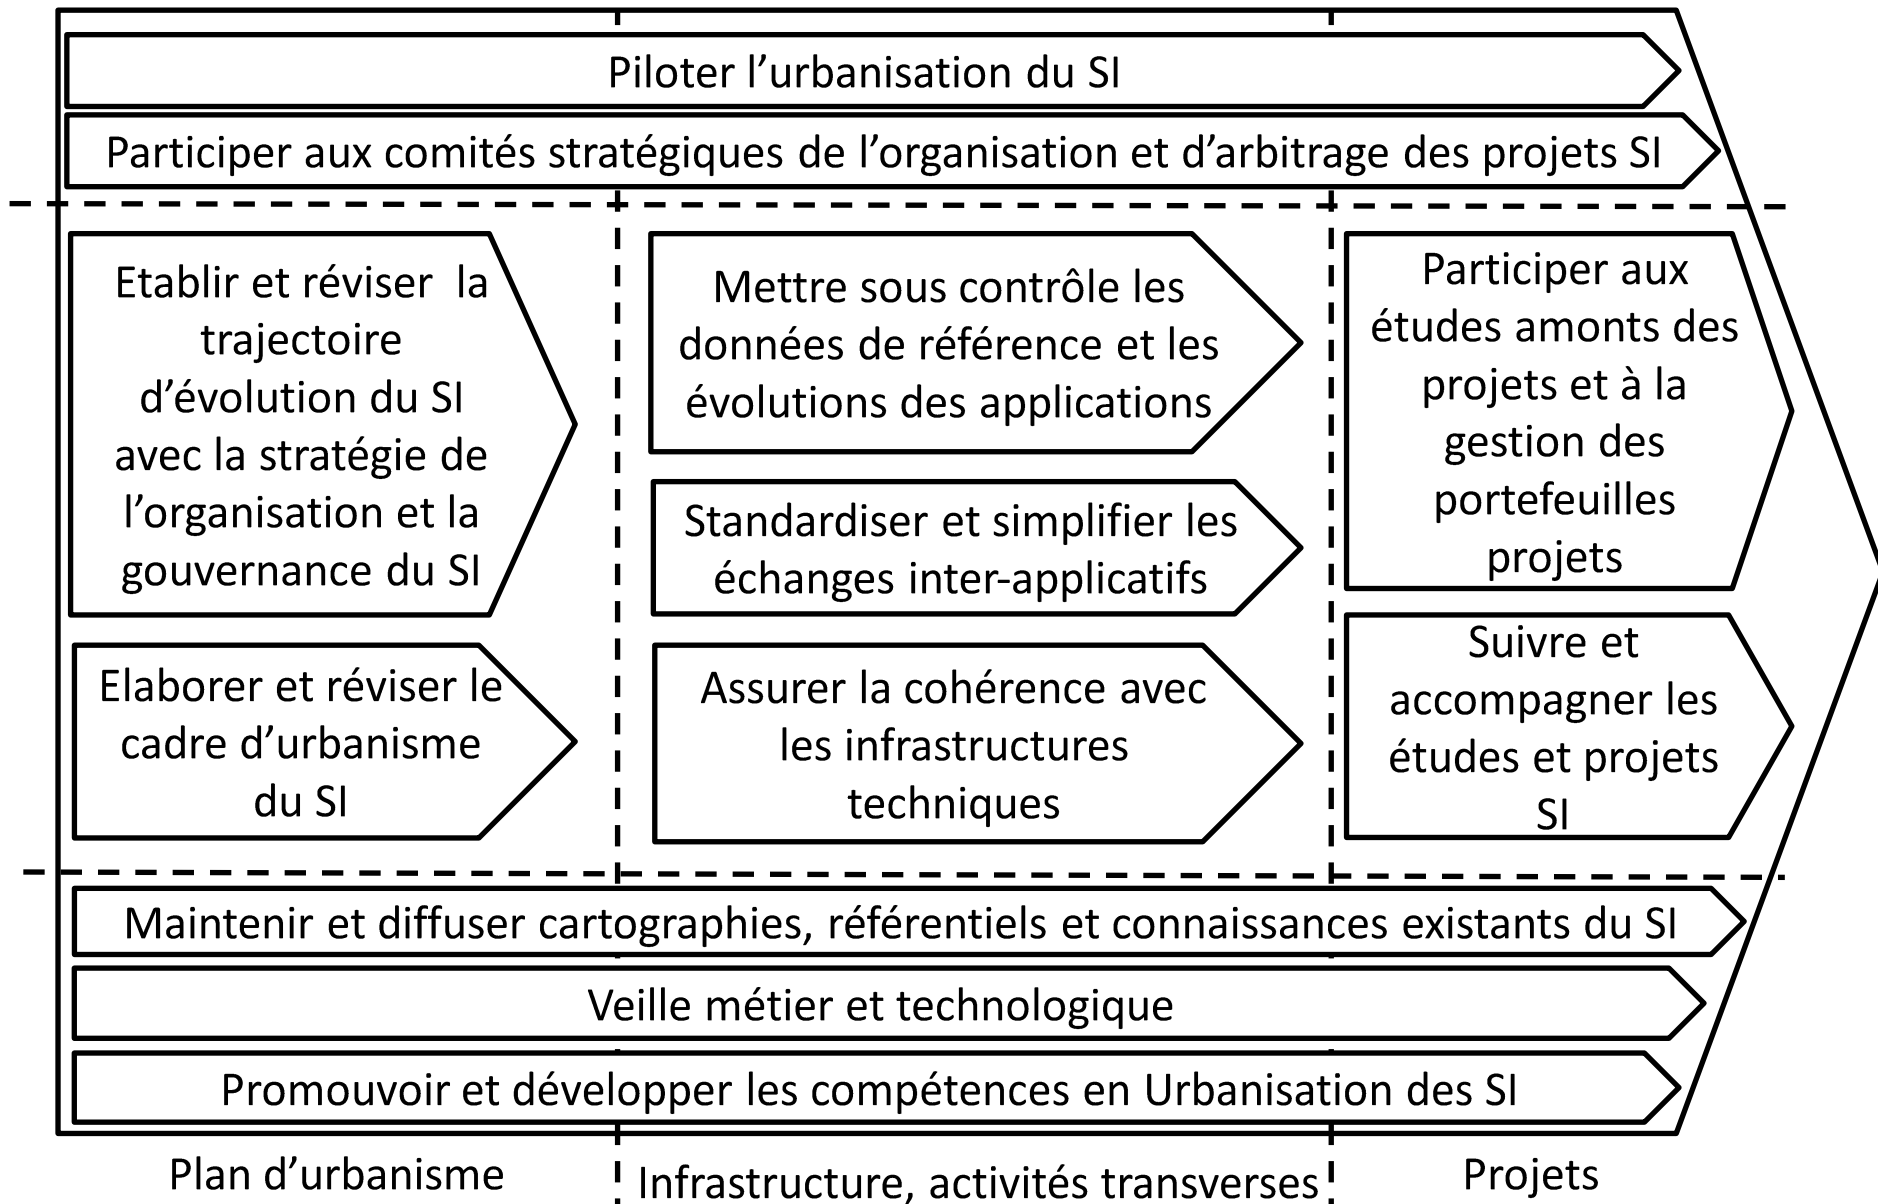 Piloter l’urbanisation du SI
Participer aux comités stratégiques de l’organisation et d’arbitrage des projets SI
Etablir et réviser  la
trajectoire
d’évolution du SI
avec la stratégie de
l’organisation et la
gouvernance du SI
Elaborer et réviser le
cadre d’urbanisme
du SI
Mettre sous contrôle les
données de référence et les
évolutions des applications
Standardiser et simplifier les
échanges inter-applicatifs
Assurer la cohérence avec
les infrastructures
techniques
Participer aux
études amonts des
projets et à la
gestion des
portefeuilles
projets
Suivre et
accompagner les
études et projets
SI
Maintenir et diffuser cartographies, référentiels et connaissances existants du SI
Veille métier et technologique
Promouvoir et développer les compétences en Urbanisation des SI
Plan d’urbanisme
Infrastructure, activités transverses
Projets